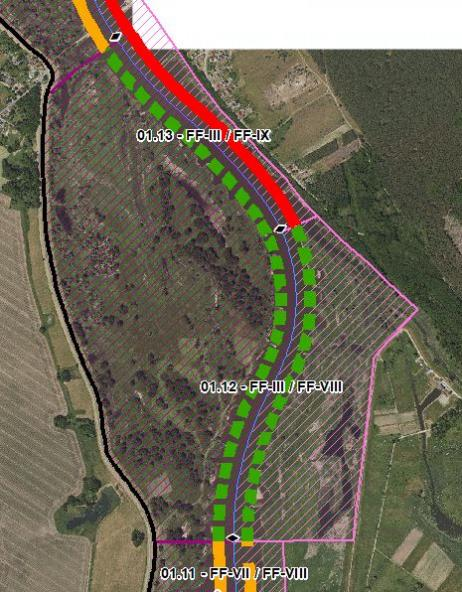 01.13 - FF-III / FF-IX
01.12 - FF-III / FF-VIII
01.11 - FF-VII / FF-VIII